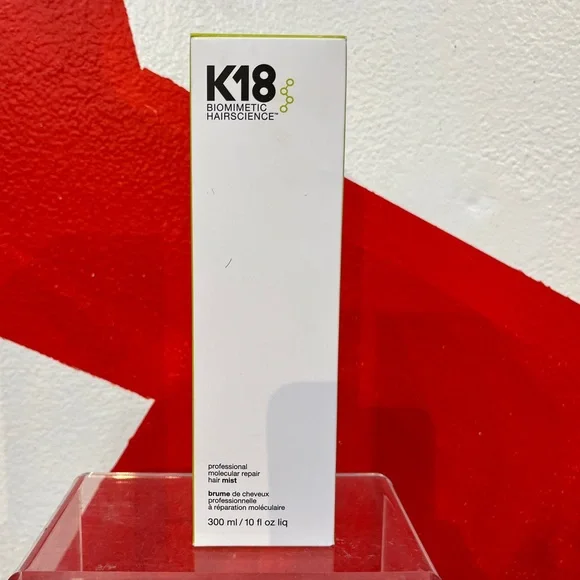 K18
BIOMIMETIC
HAIRSCIENCE™
professional
molecular repair
hair mist
brume de cheveux
professionnelle
à réparation moléculaire
300 ml / 10 fl oz liq